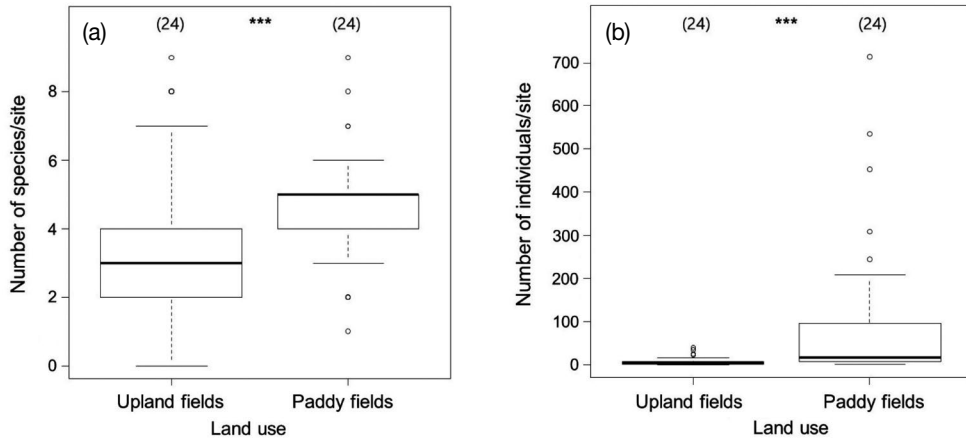 (a) (24) *** (24)
Number of species/site
8
6
4
2
0
Upland fields Paddy fields
Land use
(b) (24) *** (24)
Number of individuals/site
700
600
500
400
300
200
100
0
Upland fields Paddy fields
Land use